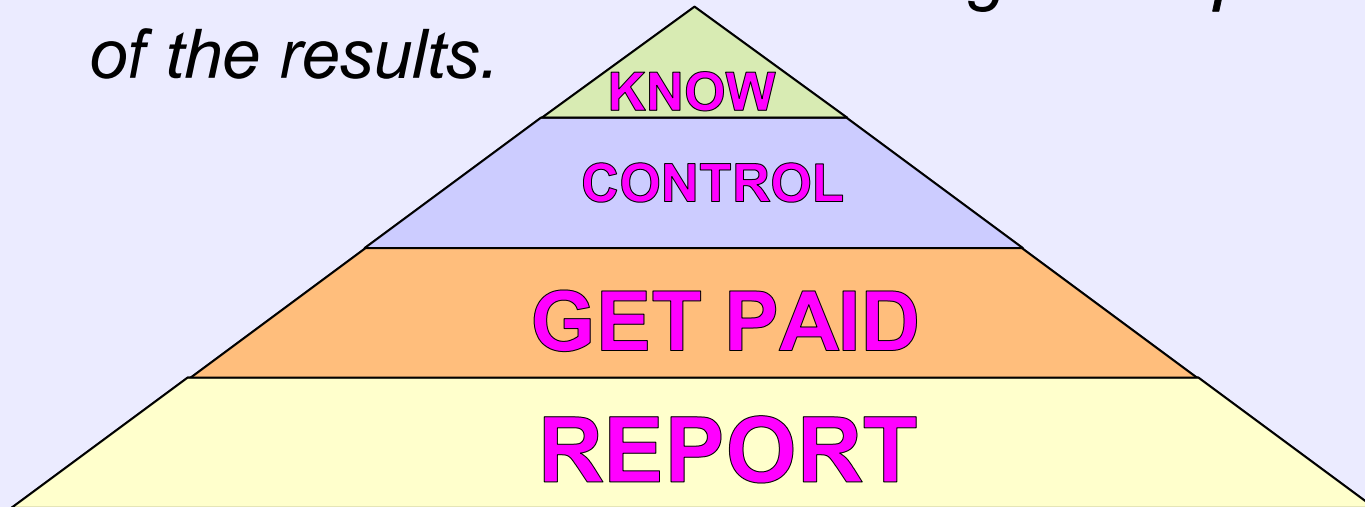 of the results.
KNOW
CONTROL
GET PAID
REPORT